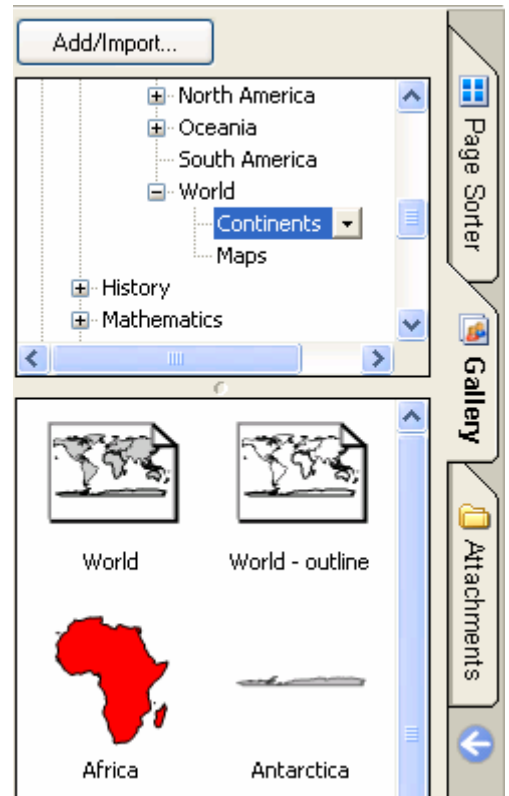 Add/Import...
North America
Oceania
South America
World
Continents
Maps
History
Mathematics
World
World - outline
Africa
Antarctica
Page Sorter
Gallery
Attachments